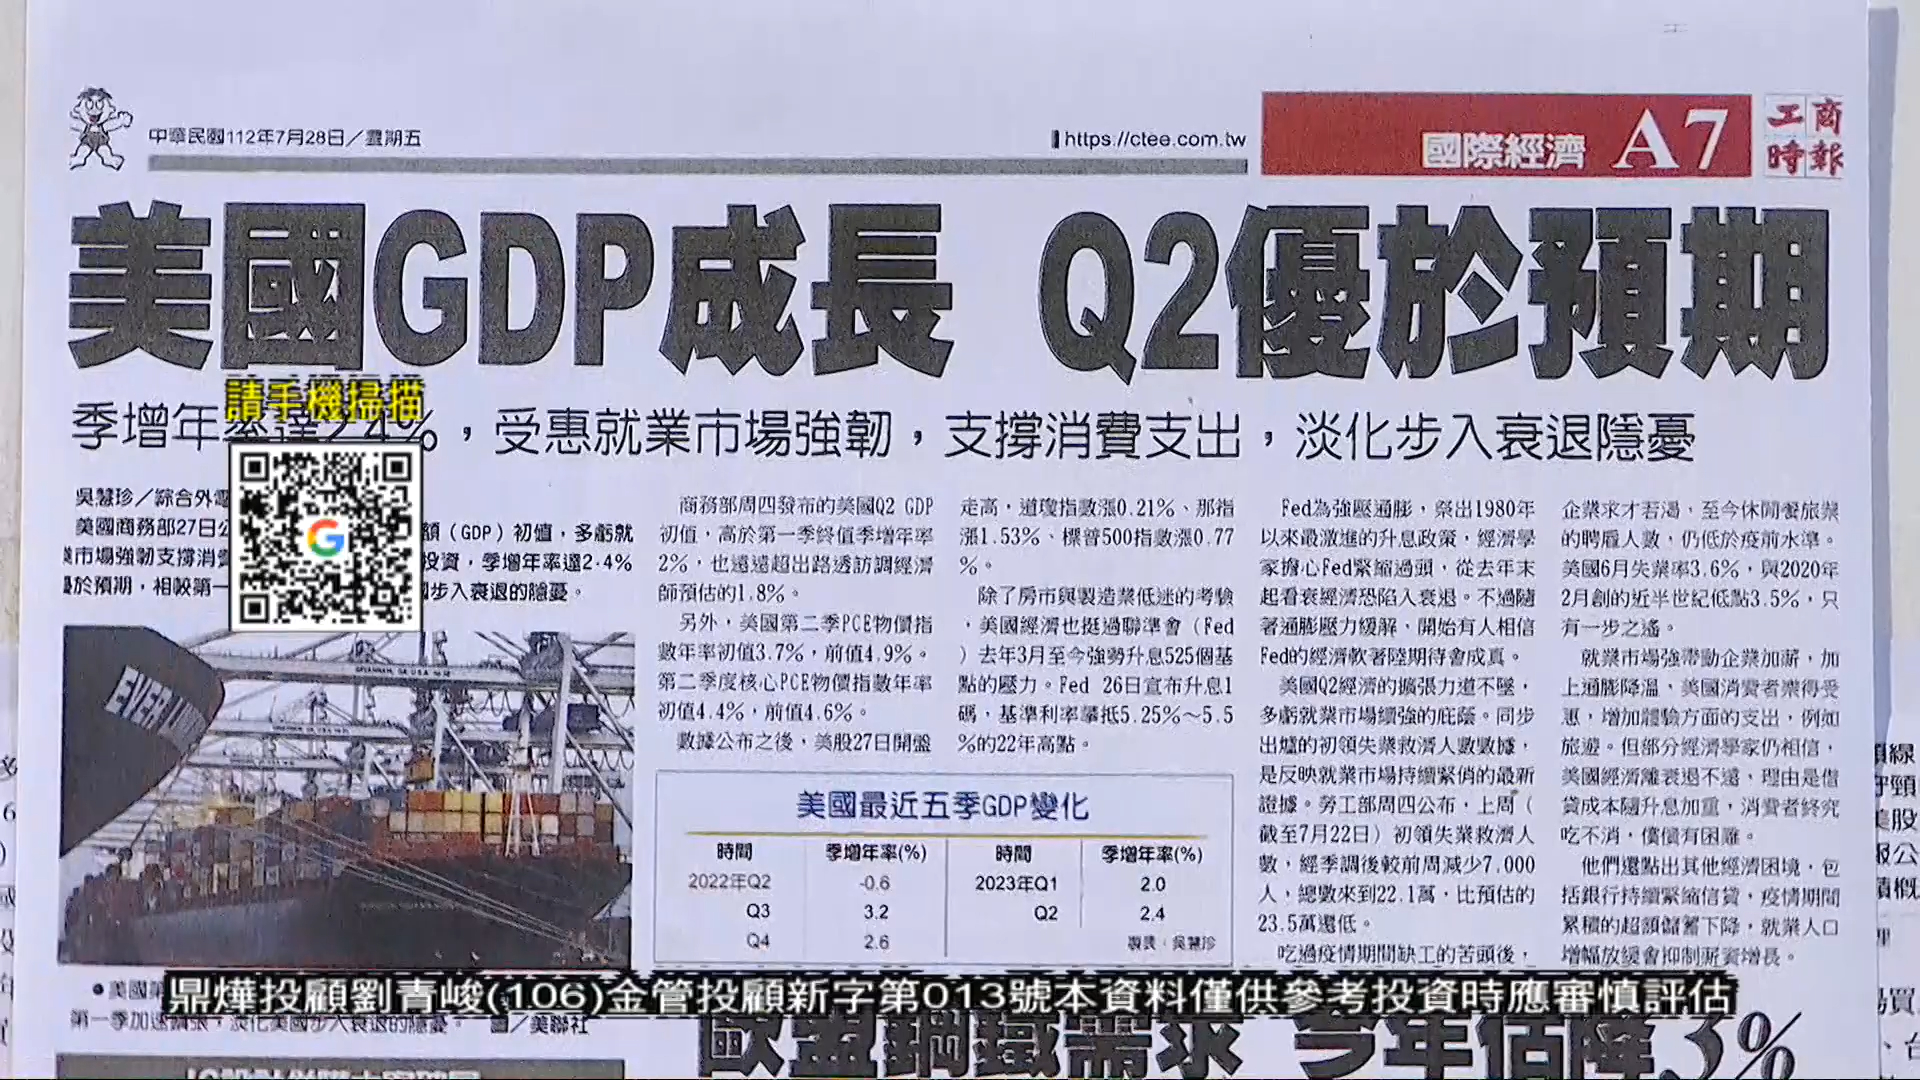 中華民國112年7月28日／星期五
https://ctee.com.tw
國際經濟 A7
工商時報
美國GDP成長 Q2優於預期
請手機掃描
季增年率達2.4%，受惠就業市場強韌，支撐消費支出，淡化步入衰退隱憂
吳慧珍／綜合外電
美國商務部27日公
額（GDP）初值，多虧就
業市場強韌支撐消費
投資，季增年率達2.4%
優於預期，相較第一
國步入衰退的隱憂。
EVER
商務部周四發布的美國Q2 GDP
初值，高於第一季終值季增年率
2%，也遠遠超出路透訪調經濟
師預估的1.8%。
另外，美國第二季PCE物價指
數年率初值3.7%，前值4.9%。
第二季度核心PCE物價指數年率
初值4.4%，前值4.6%。
數據公布之後，美股27日開盤
走高，道瓊指數漲0.21%、那指
漲1.53%、標普500指數漲0.77
%。
除了房市與製造業低迷的考驗
，美國經濟也挺過聯準會（Fed
）去年3月至今強勢升息525個基
點的壓力。Fed 26日宣布升息1
碼，基準利率攀抵5.25%～5.5
%的22年高點。
美國最近五季GDP變化
時間 季增年率(%) 時間 季增年率(%)
2022年Q2 -0.6 2023年Q1 2.0
Q3 3.2 Q2 2.4
Q4 2.6
製表：吳慧珍
Fed為強壓通膨，祭出1980年
以來最激進的升息政策，經濟學
家擔心Fed緊縮過頭，從去年末
起看衰經濟恐陷入衰退。不過隨
著通膨壓力緩解，開始有人相信
Fed的經濟軟著陸期待會成真。
美國Q2經濟的擴張力道不墜，
多虧就業市場續強的庇蔭。同步
出爐的初領失業救濟人數數據，
是反映就業市場持續緊俏的最新
證據。勞工部周四公布，上周（
截至7月22日）初領失業救濟人
數，經季調後較前周減少7,000
人，總數來到22.1萬，比預估的
23.5萬還低。
吃過疫情期間缺工的苦頭後，
企業求才若渴，至今休閒餐旅業
的聘雇人數，仍低於疫前水準。
美國6月失業率3.6%，與2020年
2月創的近半世紀低點3.5%，只
有一步之遙。
就業市場強帶動企業加薪，加
上通膨降溫，美國消費者樂得受
惠，增加體驗方面的支出，例如
旅遊。但部分經濟學家仍相信，
美國經濟離衰退不遠，理由是借
貸成本隨升息加重，消費者終究
吃不消，償債有困難。
他們還點出其他經濟困境，包
括銀行持續緊縮信貸，疫情期間
累積的超額儲蓄下降，就業人口
增幅放緩會抑制薪資增長。
●美國第
鼎燁投顧劉青峻(106)金管投顧新字第013號本資料僅供參考投資時應審慎評估
第一季加速擴張，淡化美國步入衰退的隱憂。 圖／美聯社
歐盟鋼鐵需求 今年估降3%